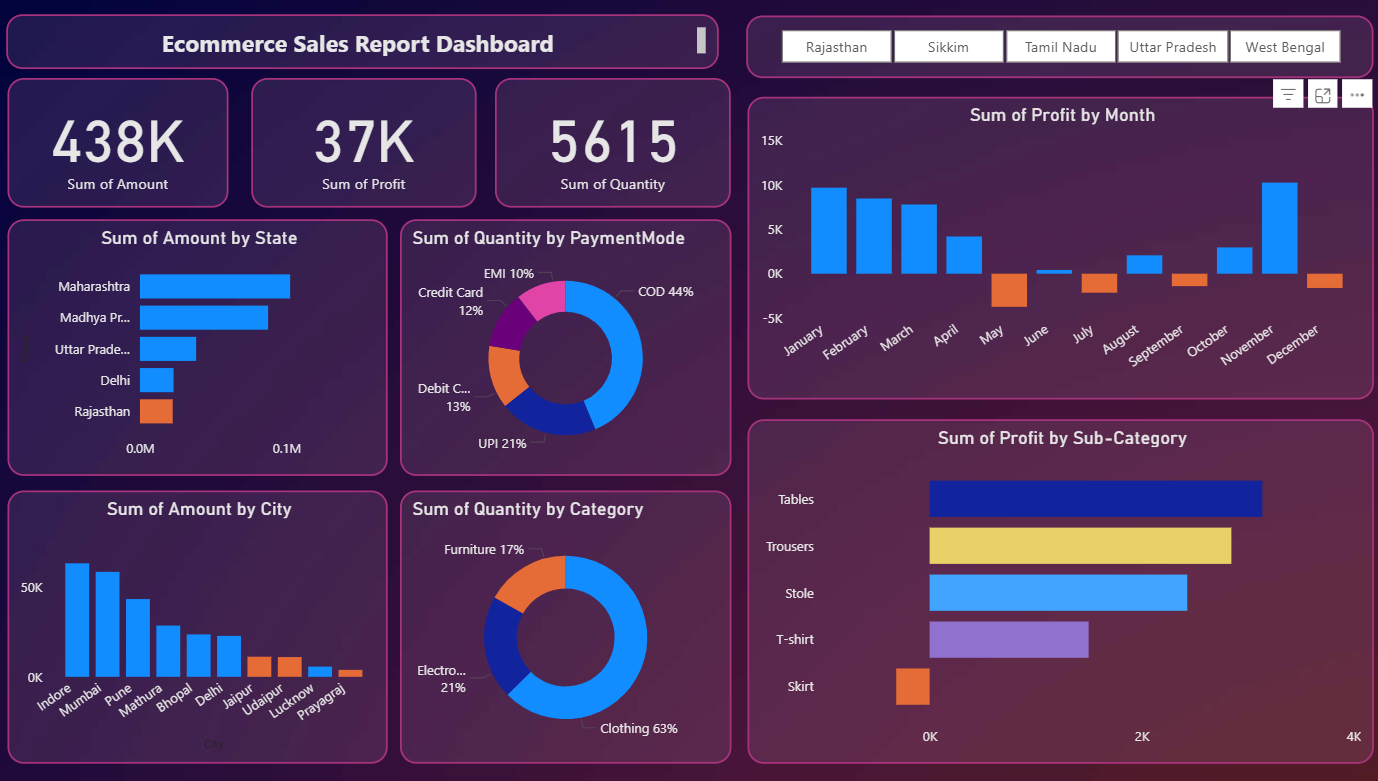 Ecommerce Sales Report Dashboard
Rajasthan
Sikkim
Tamil Nadu
Uttar Pradesh
West Bengal
438K
Sum of Amount
37K
Sum of Profit
5615
Sum of Quantity
Sum of Profit by Month
15K
10K
5K
0K
-5K
January
February
March
April
May
June
July
August
September
October
November
December
Sum of Amount by State
Maharashtra
Madhya Pr...
Uttar Prade...
Delhi
Rajasthan
0.0M
0.1M
Sum of Quantity by PaymentMode
EMI 10%
COD 44%
Credit Card
12%
Debit C...
13%
UPI 21%
Sum of Amount by City
50K
0K
Indore
Mumbai
Pune
Mathura
Bhopal
Delhi
Jaipur
Udaipur
Lucknow
Prayagraj
City
Sum of Quantity by Category
Furniture 17%
Electro...
21%
Clothing 63%
Sum of Profit by Sub-Category
Tables
Trousers
Stole
T-shirt
Skirt
0K
2K
4K